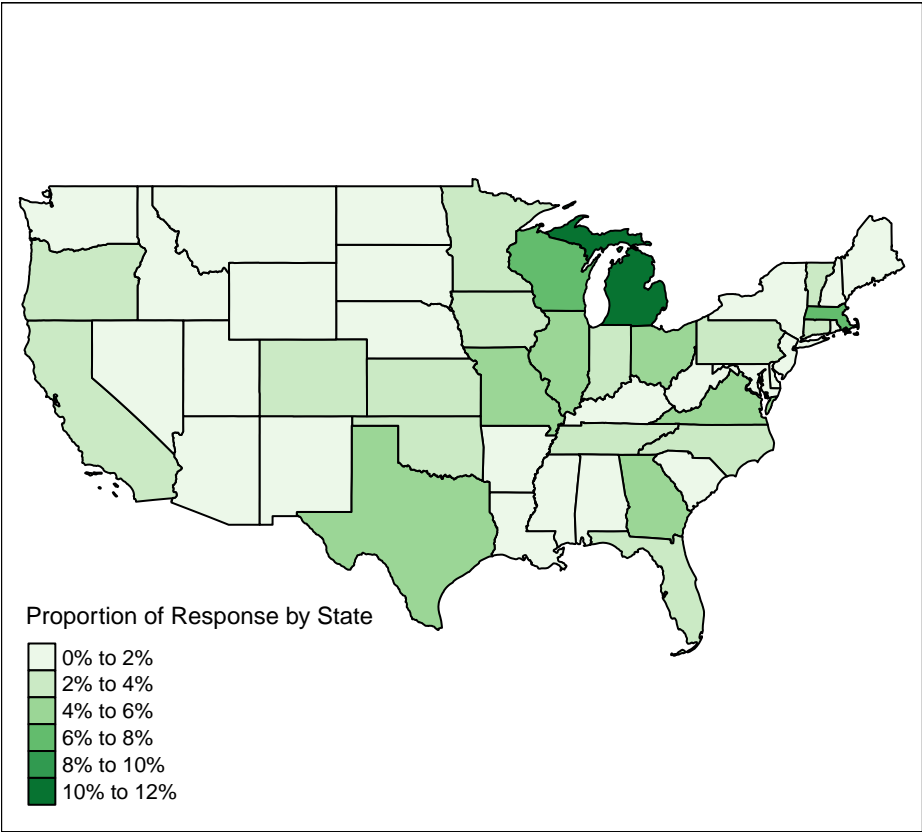 Proportion of Response by State
0% to 2%
2% to 4%
4% to 6%
6% to 8%
8% to 10%
10% to 12%